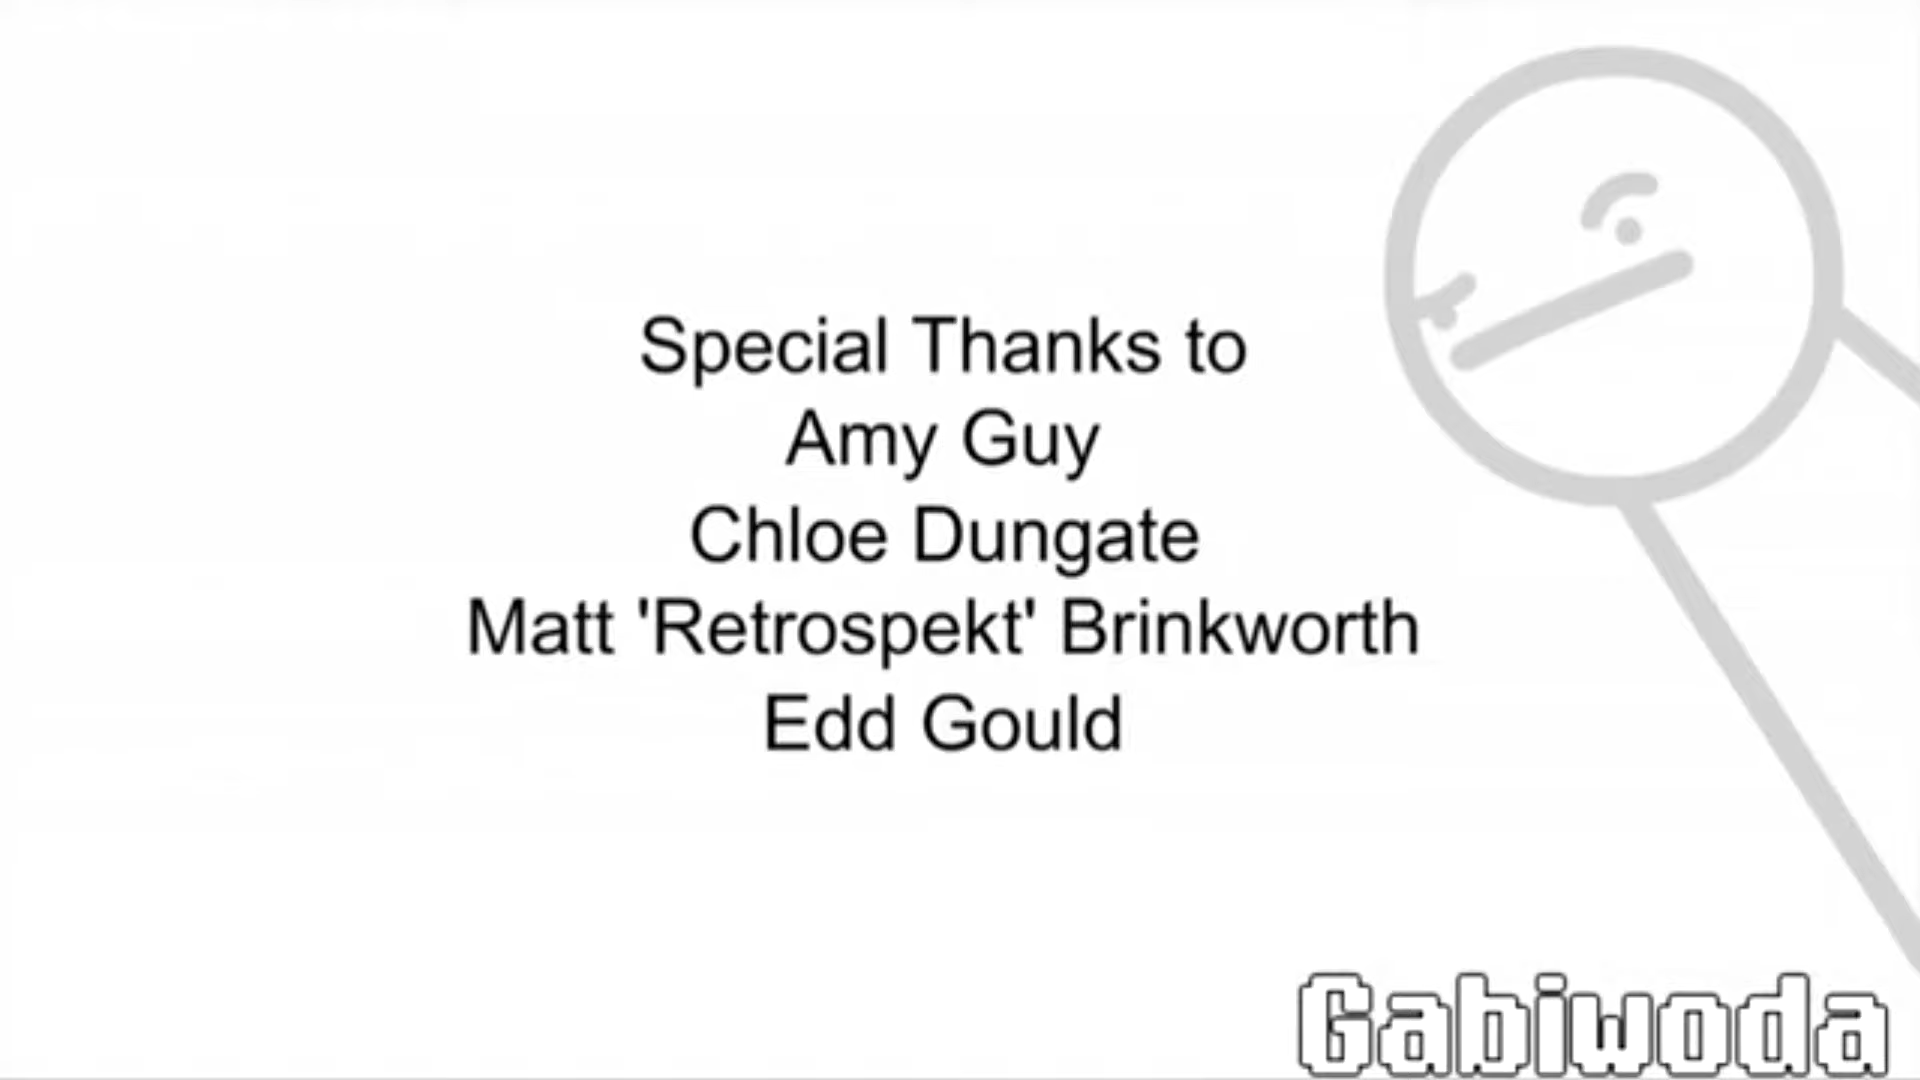 Special Thanks to
Amy Guy
Chloe Dungate
Matt 'Retrospekt' Brinkworth
Edd Gould
Gabiwoda